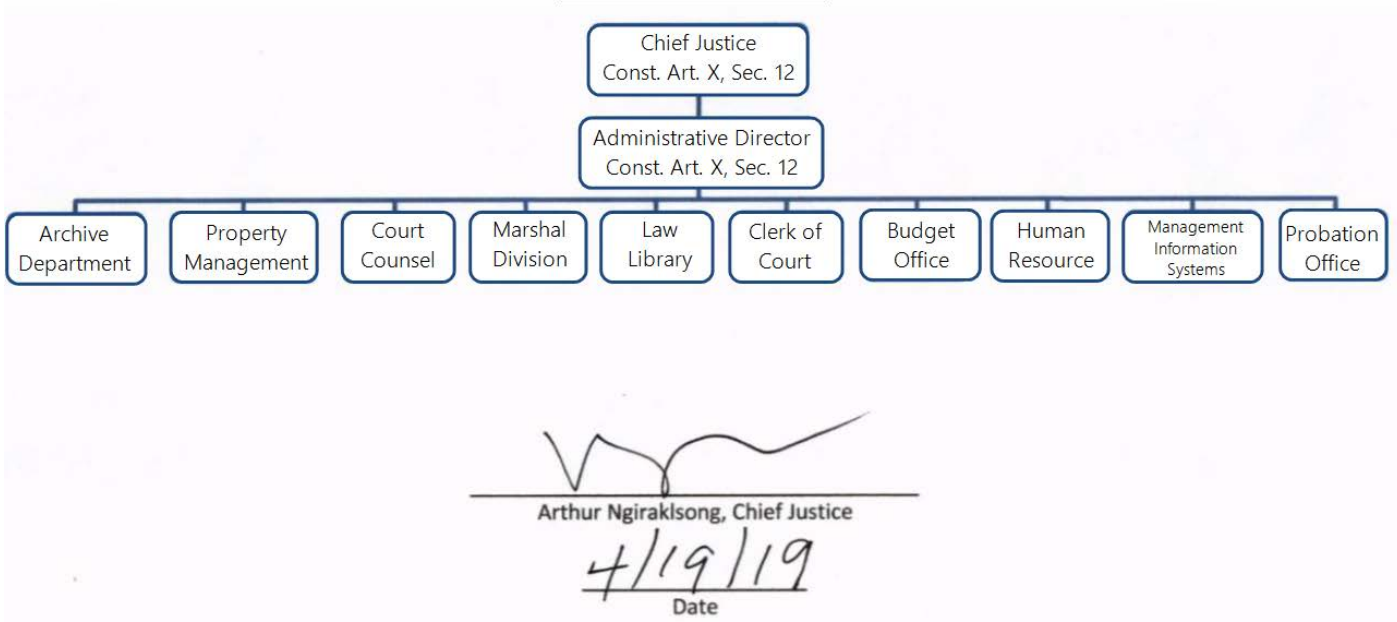 Chief Justice
Const. Art. X, Sec. 12
Administrative Director
Const. Art. X, Sec. 12
Archive
Department
Property
Management
Court
Counsel
Marshal
Division
Law
Library
Clerk of
Court
Budget
Office
Human
Resource
Management
Information
Systems
Probation
Office
Arthur Ngiraklsong, Chief Justice
4/19/19
Date